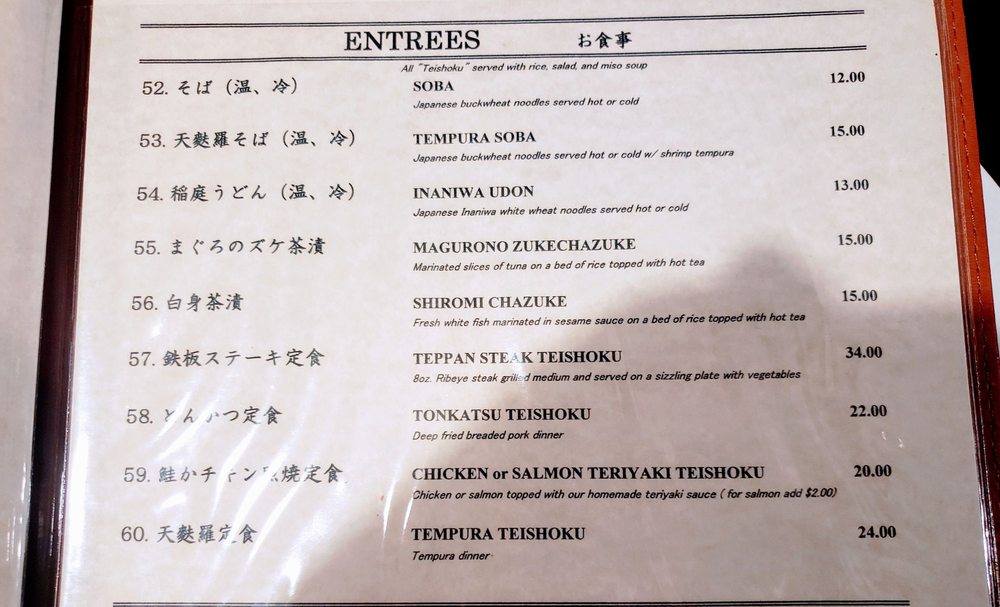 ENTREES お食事
All "Teishoku" served with rice, salad, and miso soup
52. そば（温、冷） SOBA 12.00
Japanese buckwheat noodles served hot or cold
53. 天麩羅そば（温、冷） TEMPURA SOBA 15.00
Japanese buckwheat noodles served hot or cold w/ shrimp tempura
54. 稲庭うどん（温、冷） INANIWA UDON 13.00
Japanese Inaniwa white wheat noodles served hot or cold
55. まぐろのズケ茶漬 MAGURONO ZUKECHAZUKE 15.00
Marinated slices of tuna on a bed of rice topped with hot tea
56. 白身茶漬 SHIROMI CHAZUKE 15.00
Fresh white fish marinated in sesame sauce on a bed of rice topped with hot tea
57. 鉄板ステーキ定食 TEPPAN STEAK TEISHOKU 34.00
8oz. Ribeye steak grilled medium and served on a sizzling plate with vegetables
58. とんかつ定食 TONKATSU TEISHOKU 22.00
Deep fried breaded pork dinner
59. 鮭かチキン照焼定食 CHICKEN or SALMON TERIYAKI TEISHOKU 20.00
Chicken or salmon topped with our homemade teriyaki sauce ( for salmon add $2.00)
60. 天麩羅定食 TEMPURA TEISHOKU 24.00
Tempura dinner